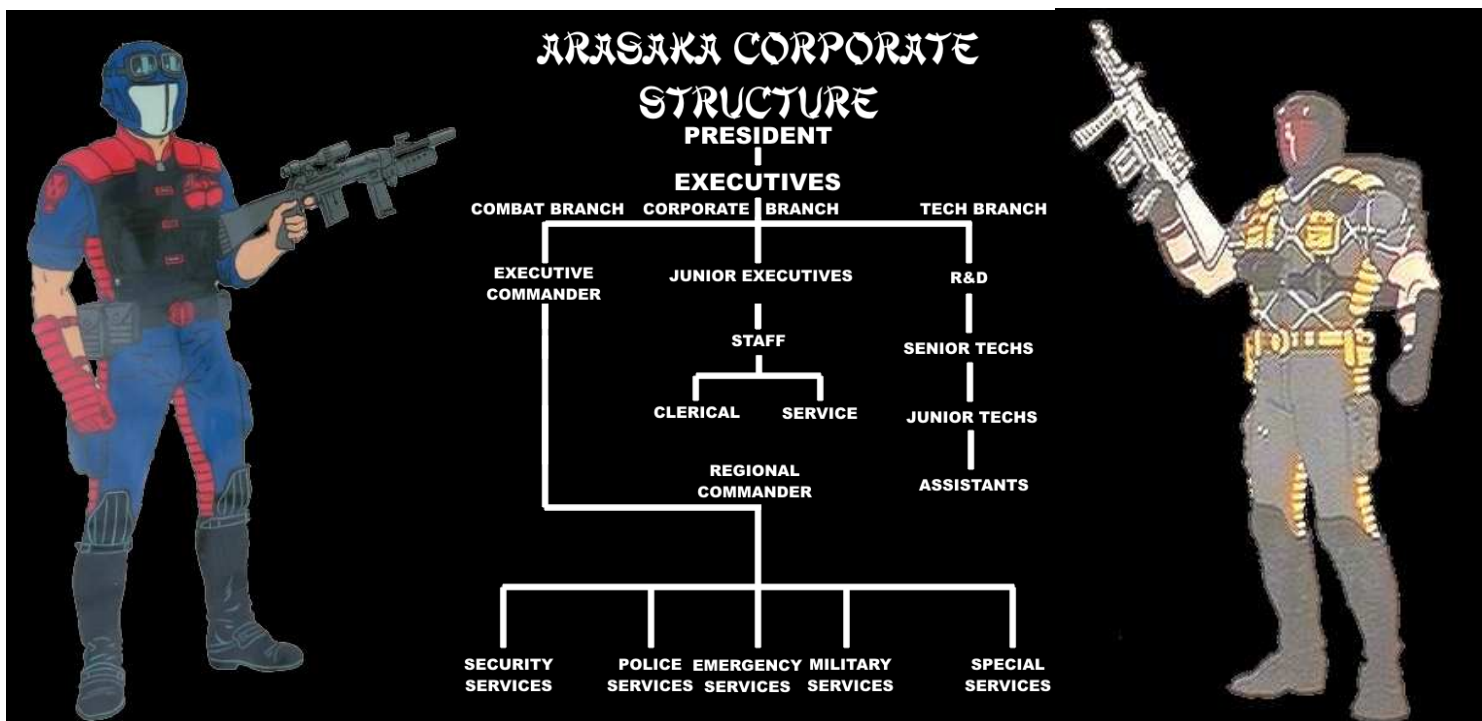 ARASAKA CORPORATE
STRUCTURE
PRESIDENT
EXECUTIVES
COMBAT BRANCH CORPORATE BRANCH TECH BRANCH
EXECUTIVE
COMMANDER
JUNIOR EXECUTIVES
R&D
STAFF
SENIOR TECHS
CLERICAL SERVICE
JUNIOR TECHS
REGIONAL
COMMANDER
ASSISTANTS
SECURITY
SERVICES
POLICE
SERVICES
EMERGENCY
SERVICES
MILITARY
SERVICES
SPECIAL
SERVICES